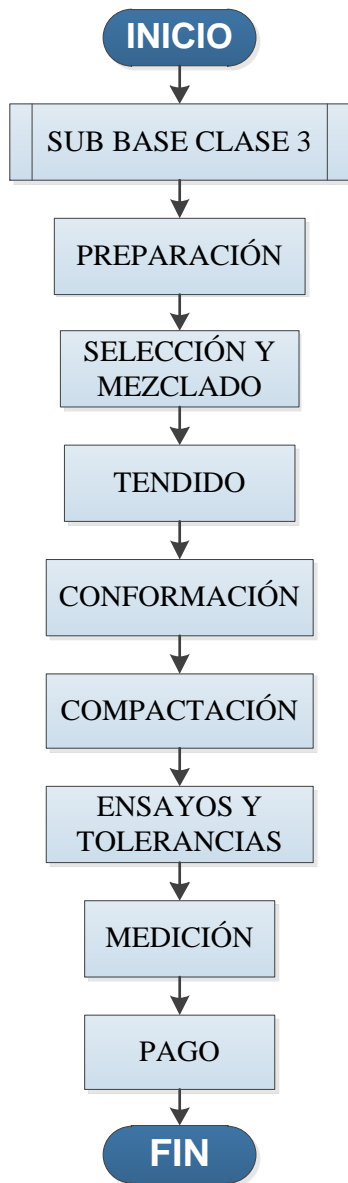 INICIO
SUB BASE CLASE 3
PREPARACIÓN
SELECCIÓN Y
MEZCLADO
TENDIDO
CONFORMACIÓN
COMPACTACIÓN
ENSAYOS Y
TOLERANCIAS
MEDICIÓN
PAGO
FIN